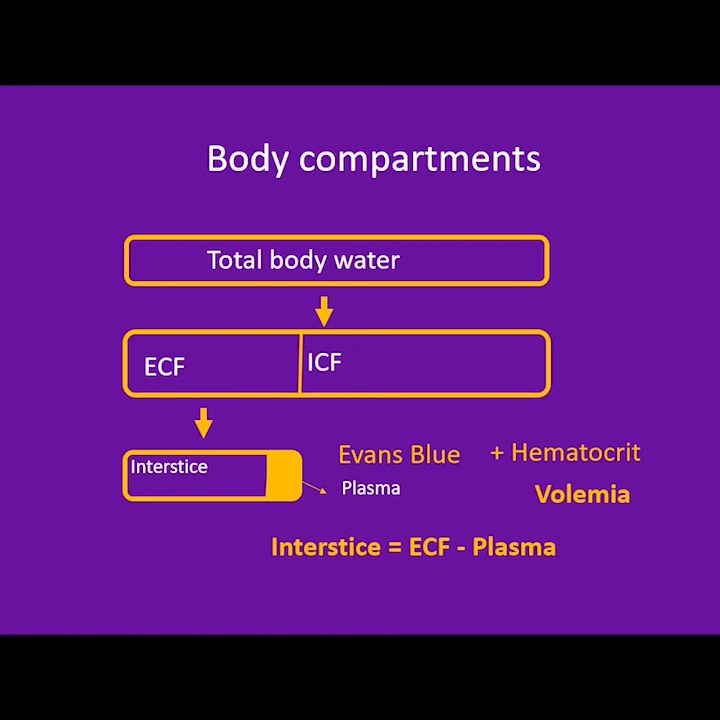 Body compartments
Total body water
ECF
ICF
Interstice
Evans Blue
+ Hematocrit
Plasma
Volemia
Interstice = ECF - Plasma